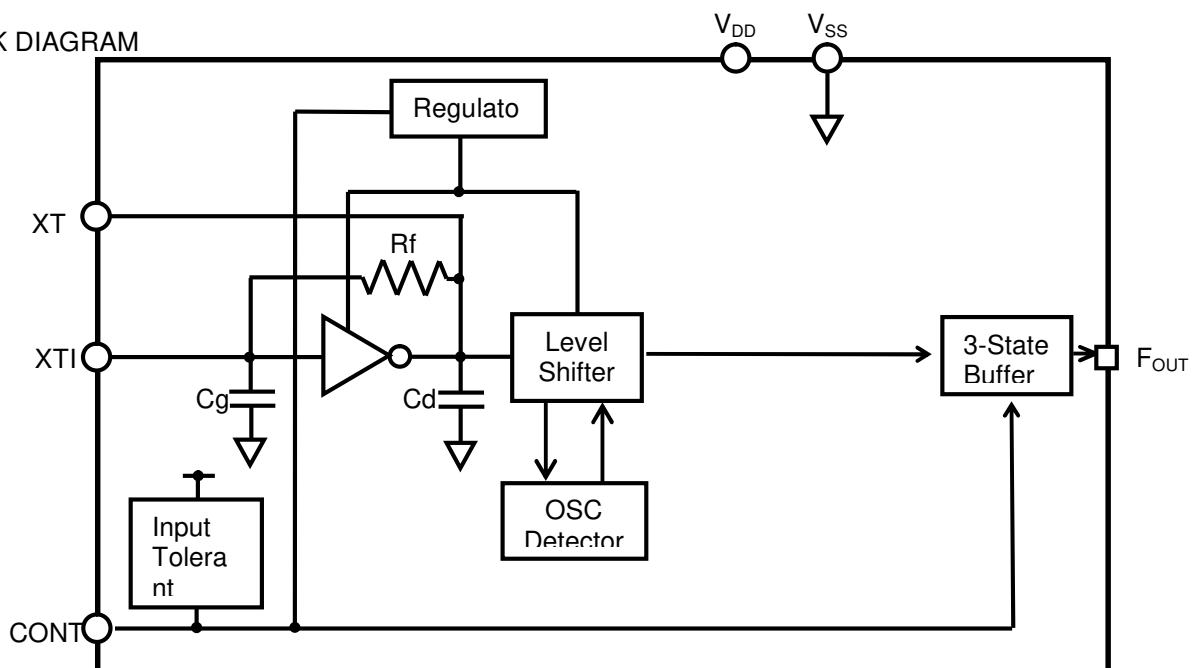 K DIAGRAM
VDD
VSS
Regulato
XT
Rf
XTI
Level
Shifter
3-State
Buffer
FOUT
Cg
Cd
OSC
Detector
Input
Tolera
nt
CONT